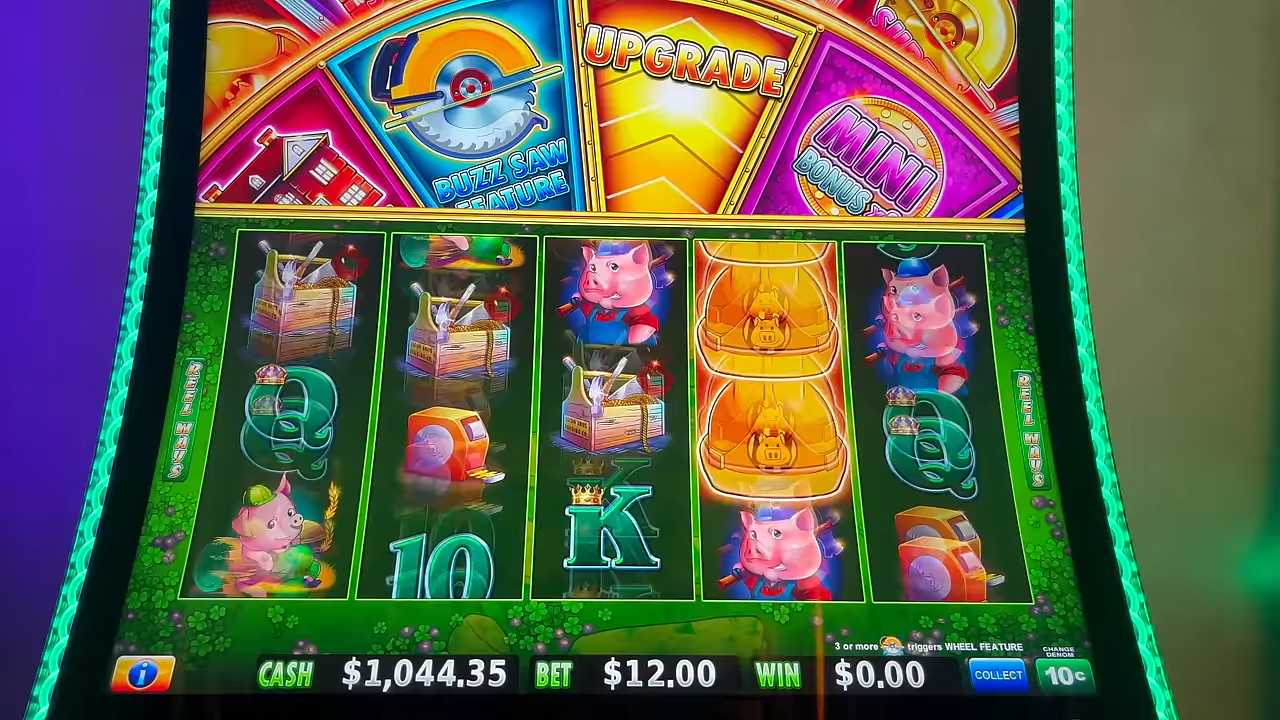 UPGRADE
BUZZ SAW
FEATURE
MINI
BONUS
REEL WAYS
REEL WAYS
Q
10
K
Q
3 or more triggers WHEEL FEATURE
CHANGE
DENOM
CASH $1,044.35 BET $12.00 WIN $0.00 COLLECT 10¢